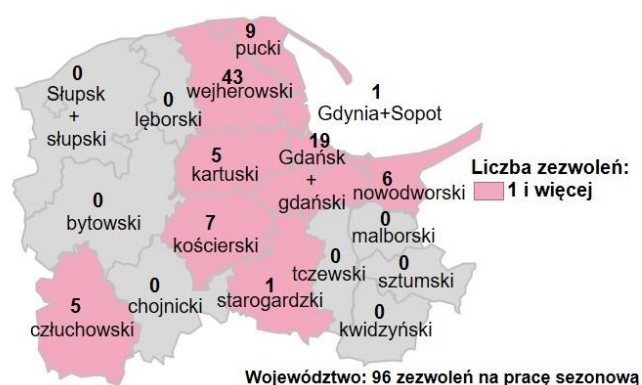 9
pucki
0
Słupsk
+
słupski
0
lęborski
43
wejherowski
1
Gdynia+Sopot
19
Gdańsk
+
gdański
5
kartuski
6
nowodworski
Liczba zezwoleń:
1 i więcej
0
bytowski
7
kościerski
0
malborski
0
tczewski
0
sztumski
5
człuchowski
0
chojnicki
1
starogardzki
0
kwidzyński
Województwo: 96 zezwoleń na pracę sezonową